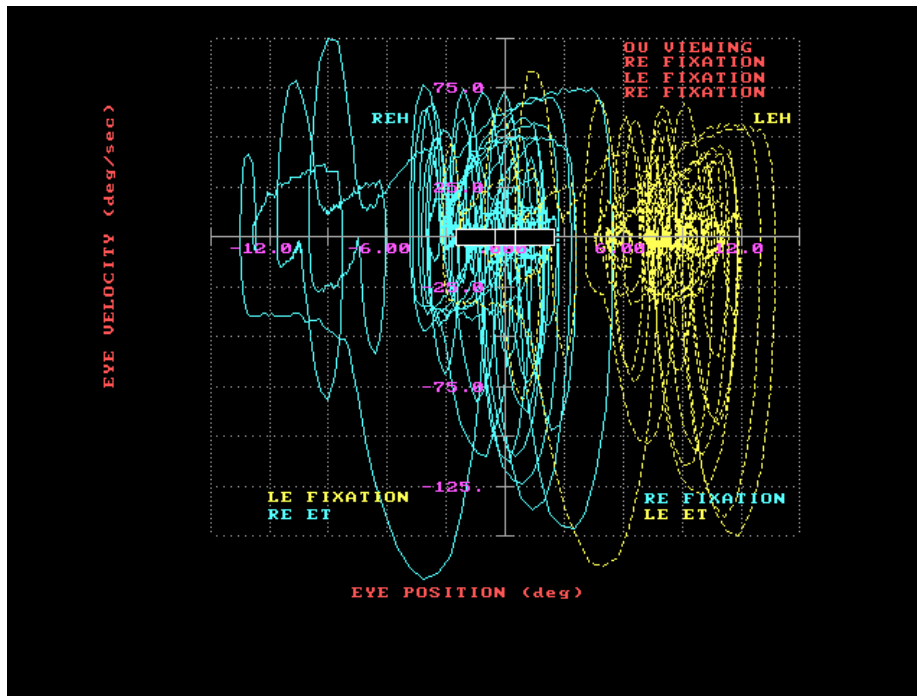 OU VIEWING
RE FIXATION
LE FIXATION
RE FIXATION
75.0
REH
LEH
EYE VELOCITY (deg/sec)
25.0
-12.0
-6.00
6.00
12.0
-25.0
-75.0
-125.
LE FIXATION
RE ET
RE FIXATION
LE ET
EYE POSITION (deg)